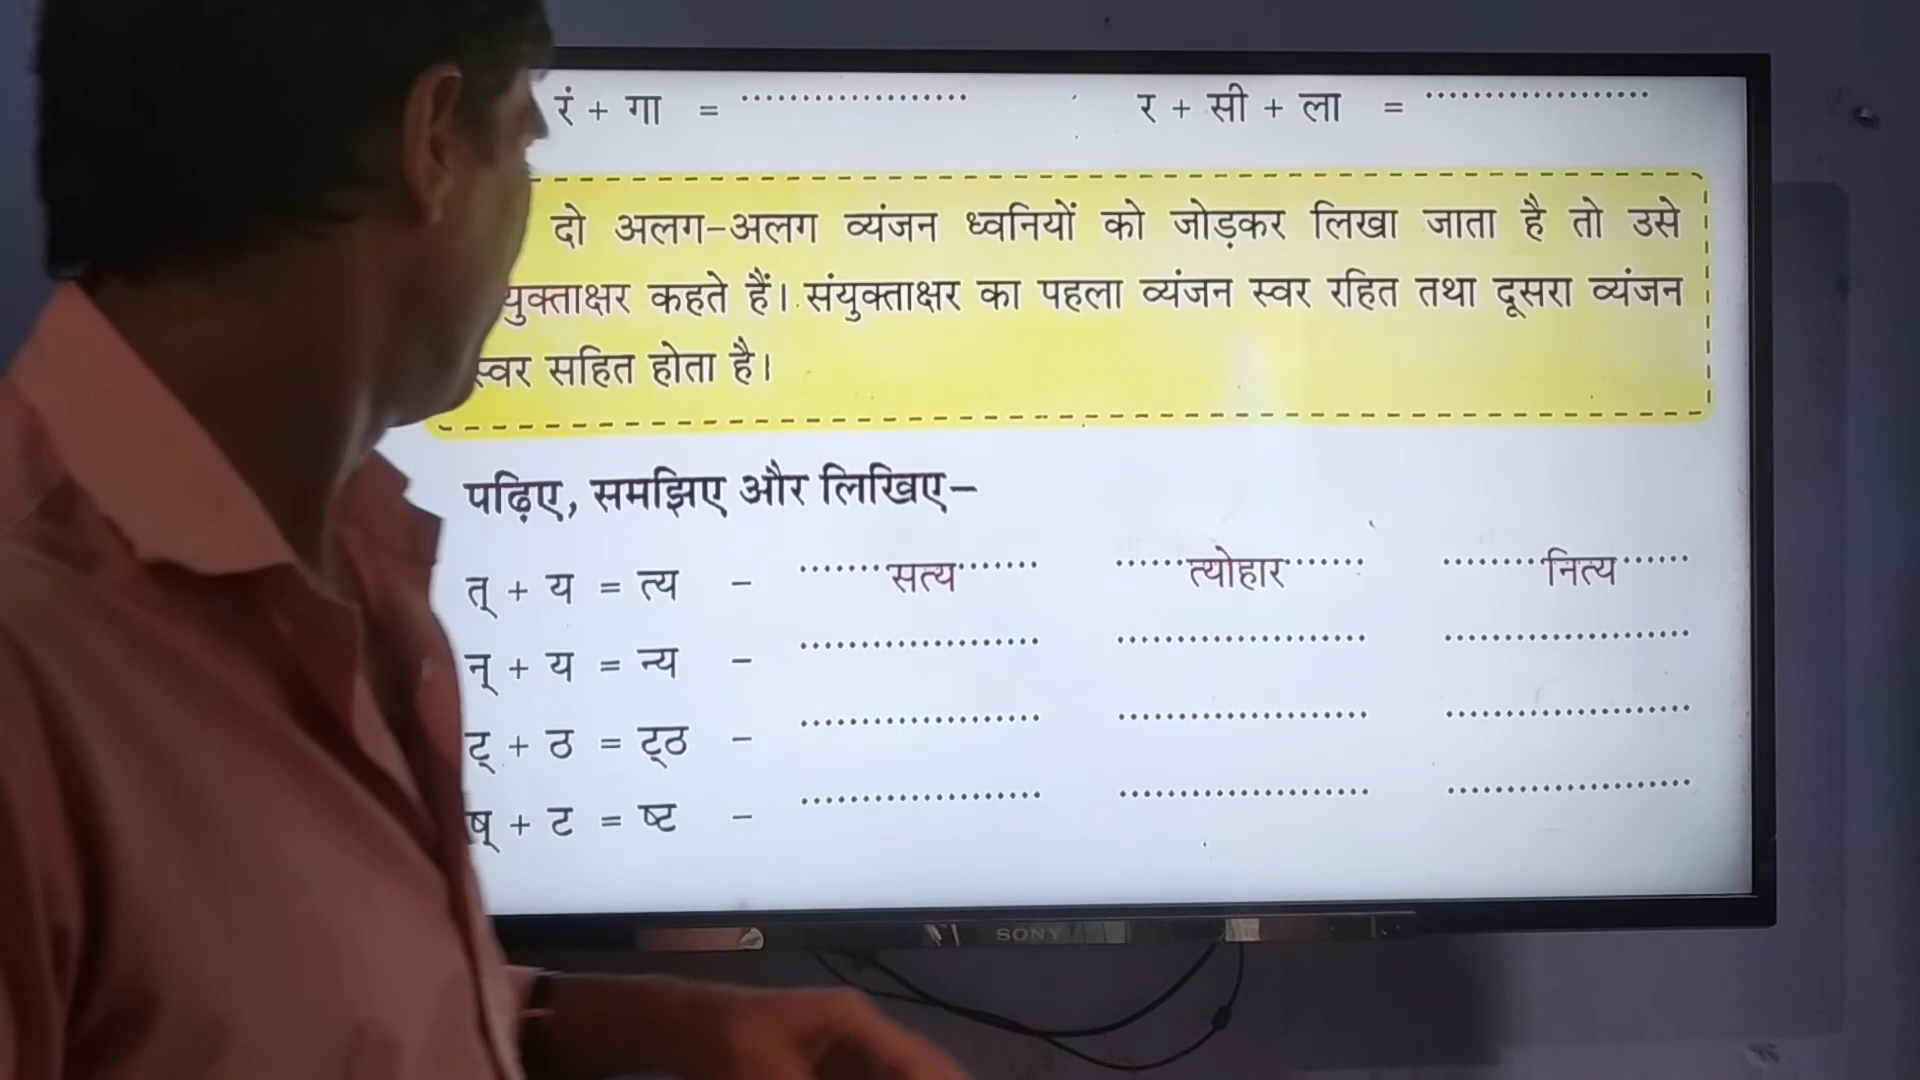 रं + गा = ................... र + सी + ला = ...................
दो अलग-अलग व्यंजन ध्वनियों को जोड़कर लिखा जाता है तो उसे
युक्ताक्षर कहते हैं। संयुक्ताक्षर का पहला व्यंजन स्वर रहित तथा दूसरा व्यंजन
स्वर सहित होता है।
पढ़िए, समझिए और लिखिए–
त् + य = त्य – ........सत्य....... .......त्योहार....... .........नित्य......
न् + य = न्य – ................... ................... ...................
ट् + ठ = ट्ठ – ................... ................... ...................
ष् + ट = ष्ट – ................... ................... ...................
SONY